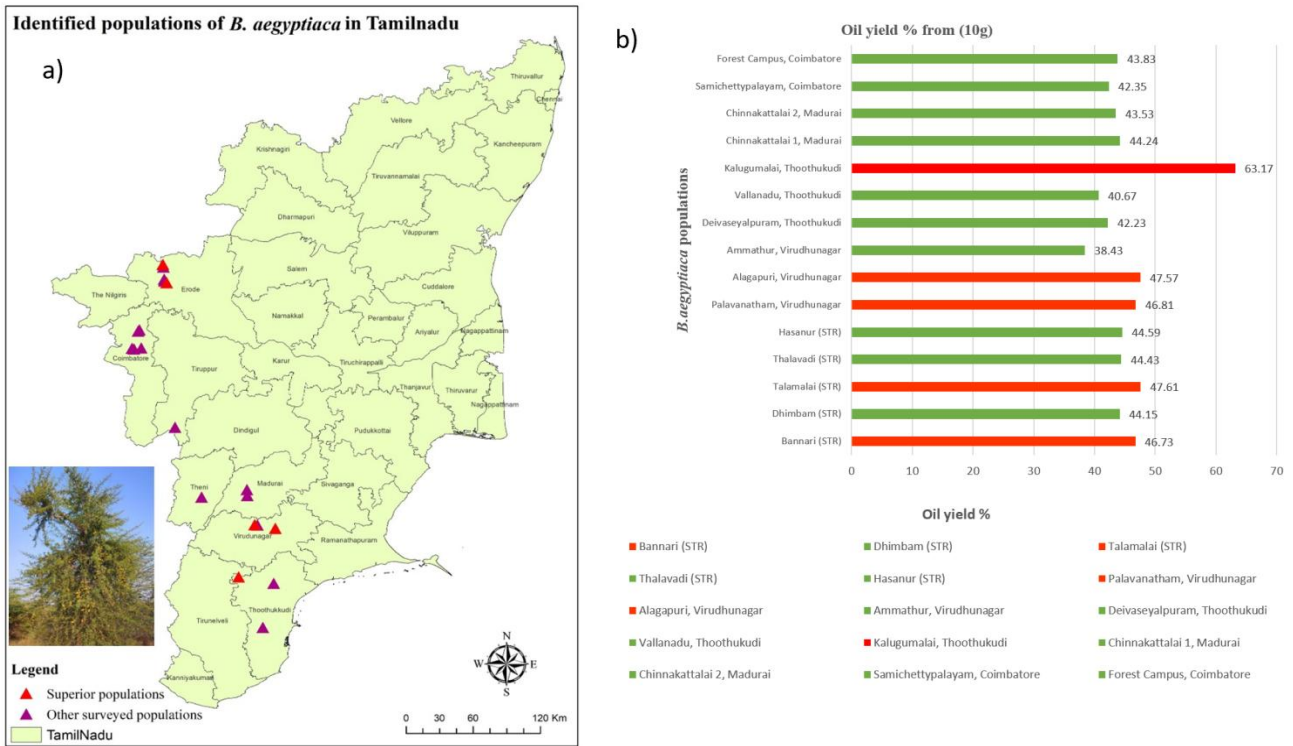 Identified populations of B. aegyptiaca in Tamilnadu
a)
Thiruvallur
Chennai
Vellore
Kancheepuram
Krishnagiri
Tiruvannamalai
Dharmapuri
Viluppuram
Salem
Erode
The Nilgiris
Cuddalore
Namakkal
Perambalur
Ariyalur
Nagappattinam
Coimbatore
Tiruppur
Karur
Tiruchirappalli
Thanjavur
Thiruvarur
Nagappattinam
Dindigul
Pudukkottai
Theni
Madurai
Sivaganga
Virudunagar
Ramanathapuram
Tirunelveli
Thoothukkudi
Kanniyakumari
N
W
E
S
Legend
Superior populations
Other surveyed populations
TamilNadu
0 30 60 120 Km
b)
Oil yield % from (10g)
B.aegyptiaca populations
Forest Campus, Coimbatore 43.83
Samichettypalayam, Coimbatore 42.35
Chinnakattalai 2, Madurai 43.53
Chinnakattalai 1, Madurai 44.24
Kalugumalai, Thoothukudi 63.17
Vallanadu, Thoothukudi 40.67
Deivaseyalpuram, Thoothukudi 42.23
Ammathur, Virudhunagar 38.43
Alagapuri, Virudhunagar 47.57
Palavanatham, Virudhunagar 46.81
Hasanur (STR) 44.59
Thalavadi (STR) 44.43
Talamalai (STR) 47.61
Dhimbam (STR) 44.15
Bannari (STR) 46.73
0 10 20 30 40 50 60 70
Oil yield %
Bannari (STR) Dhimbam (STR) Talamalai (STR)
Thalavadi (STR) Hasanur (STR) Palavanatham, Virudhunagar
Alagapuri, Virudhunagar Ammathur, Virudhunagar Deivaseyalpuram, Thoothukudi
Vallanadu, Thoothukudi Kalugumalai, Thoothukudi Chinnakattalai 1, Madurai
Chinnakattalai 2, Madurai Samichettypalayam, Coimbatore Forest Campus, Coimbatore